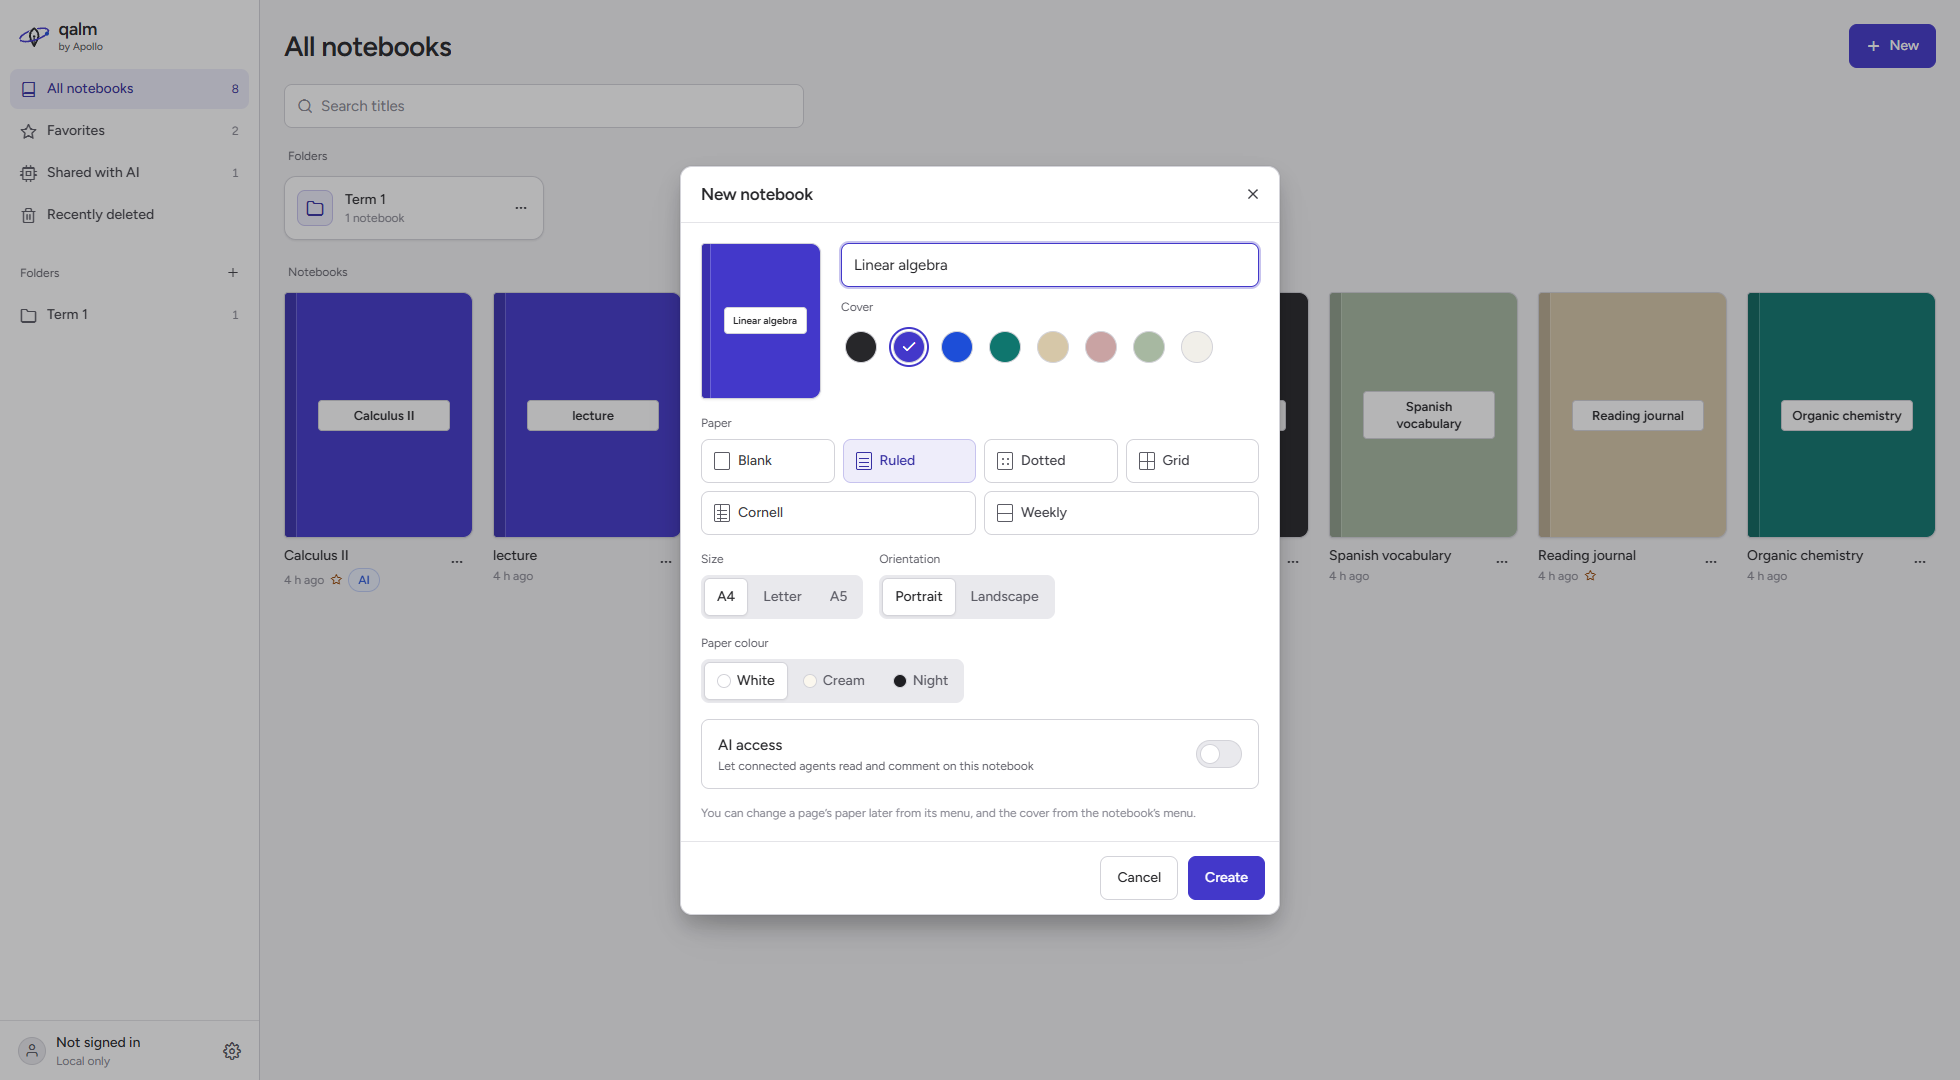 qalm
by Apollo
All notebooks 8
Favorites 2
Shared with AI 1
Recently deleted
Folders
Term 1 1
Not signed in
Local only
All notebooks
New
Search titles
Folders
Term 1
1 notebook
Notebooks
Calculus II
Calculus II
4 h ago AI
lecture
lecture
4 h ago
Spanish
vocabulary
Spanish vocabulary
4 h ago
Reading journal
Reading journal
4 h ago
Organic chemistry
Organic chemistry
4 h ago
New notebook
Linear algebra
Linear algebra
Cover
Paper
Blank
Ruled
Dotted
Grid
Cornell
Weekly
Size
A4 Letter A5
Orientation
Portrait Landscape
Paper colour
White Cream Night
AI access
Let connected agents read and comment on this notebook
You can change a page's paper later from its menu, and the cover from the notebook's menu.
Cancel
Create